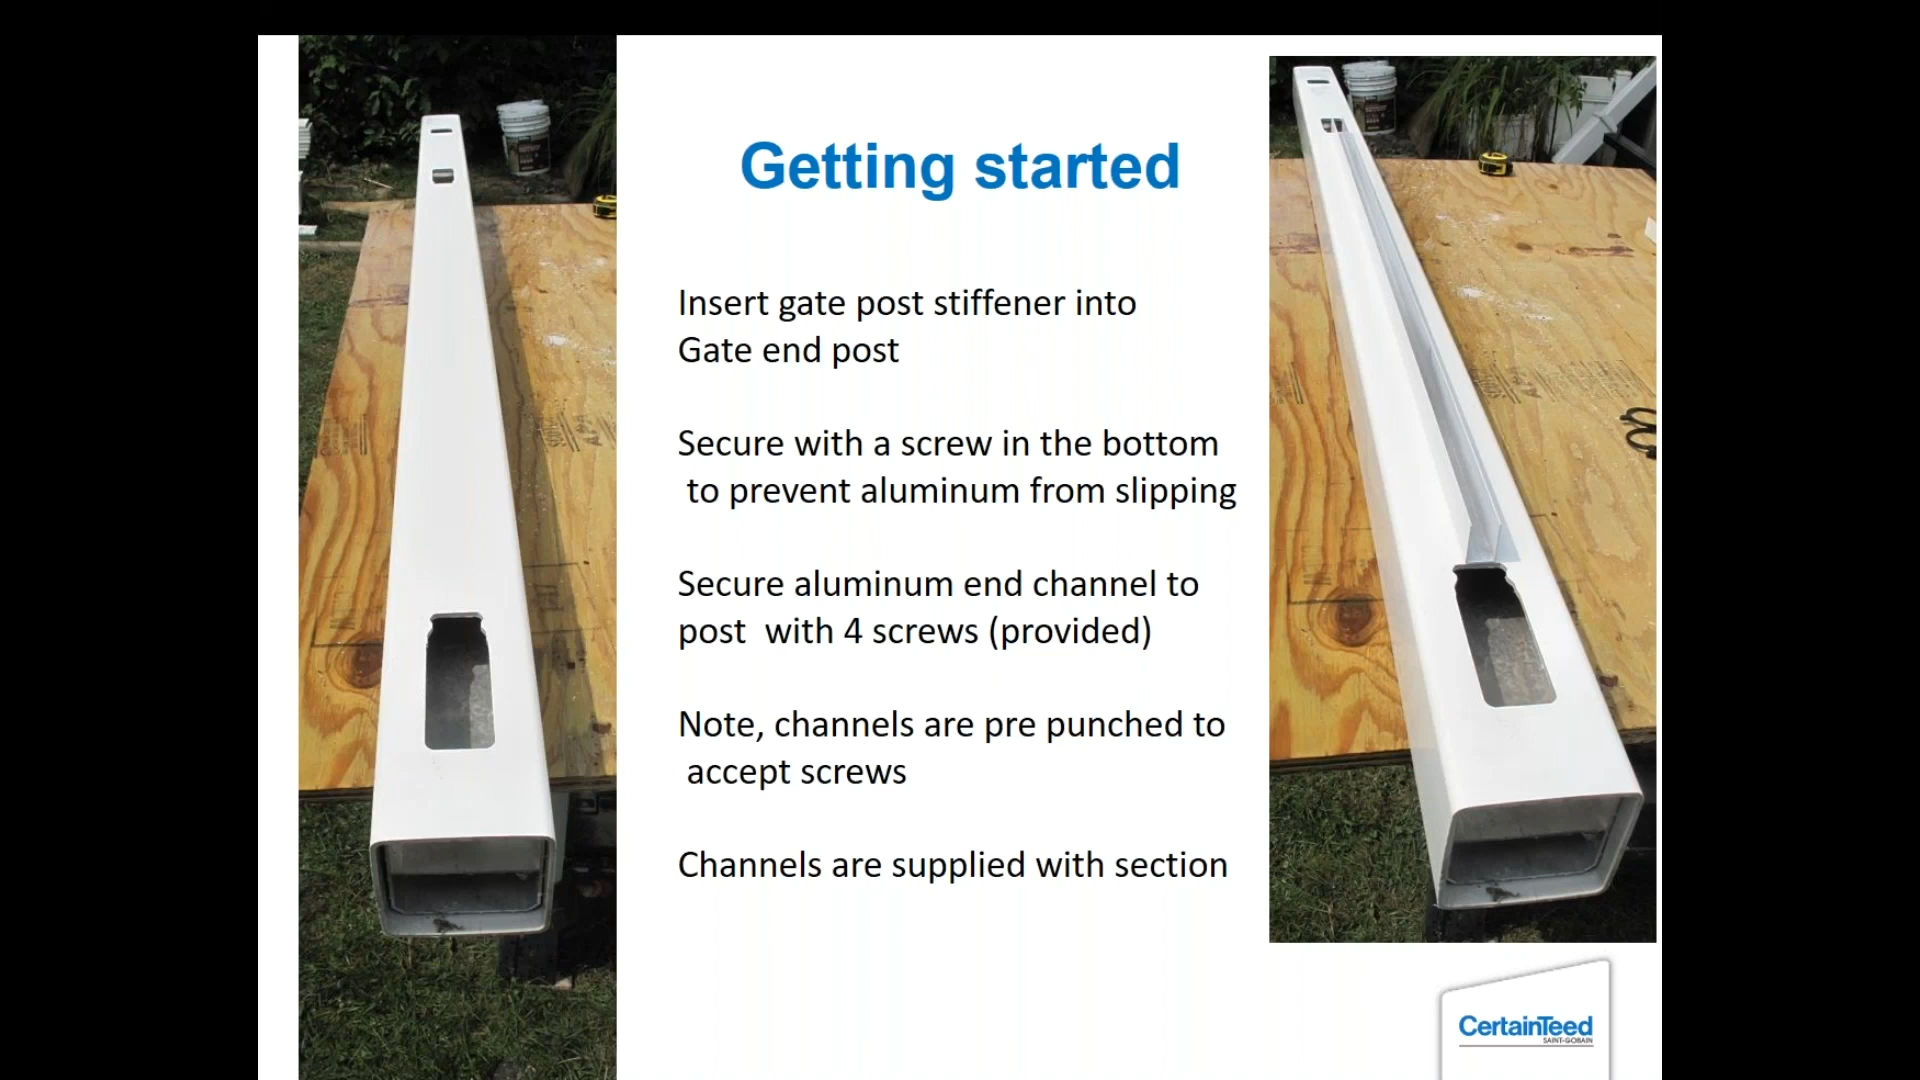 Getting started
Insert gate post stiffener into
Gate end post
Secure with a screw in the bottom
to prevent aluminum from slipping
Secure aluminum end channel to
post with 4 screws (provided)
Note, channels are pre punched to
accept screws
Channels are supplied with section
CertainTeed
SAINT-GOBAIN